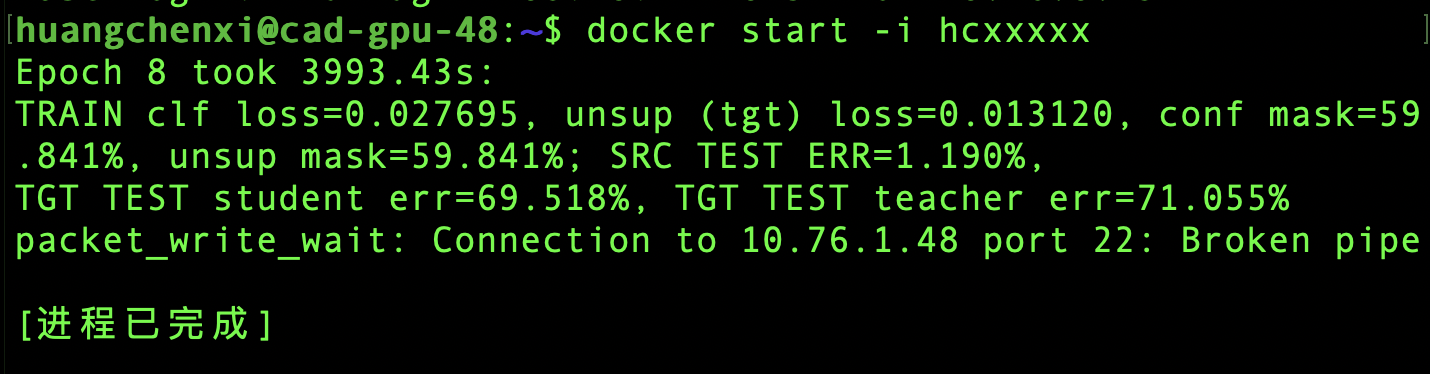 [huangchenxi@cad-gpu-48:~$ docker start -i hcxxxxx ]
Epoch 8 took 3993.43s:
TRAIN clf loss=0.027695, unsup (tgt) loss=0.013120, conf mask=59
.841%, unsup mask=59.841%; SRC TEST ERR=1.190%,
TGT TEST student err=69.518%, TGT TEST teacher err=71.055%
packet_write_wait: Connection to 10.76.1.48 port 22: Broken pipe
[进程已完成]